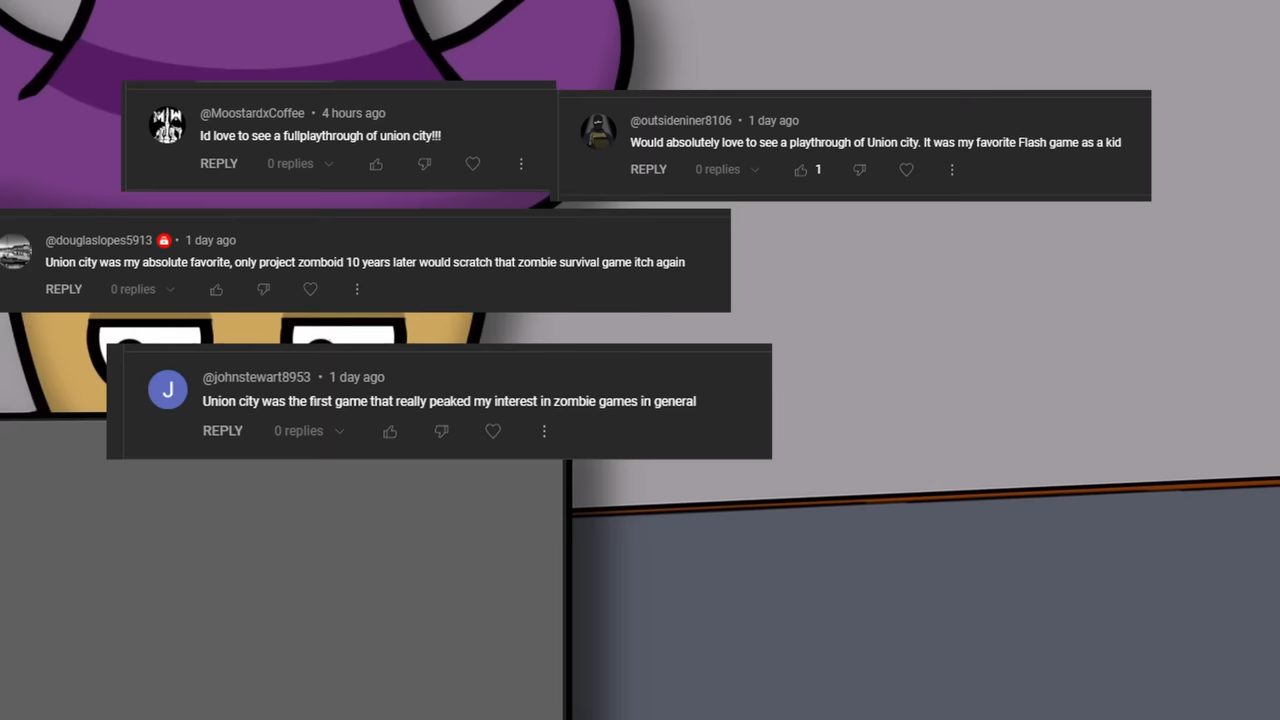 @MoostardxCoffee • 4 hours ago
Id love to see a fullplaythrough of union city!!!
REPLY 0 replies
@outsideniner8106 • 1 day ago
Would absolutely love to see a playthrough of Union city. It was my favorite Flash game as a kid
REPLY 0 replies 1
@douglaslopes5913 • 1 day ago
Union city was my absolute favorite, only project zomboid 10 years later would scratch that zombie survival game itch again
REPLY 0 replies
J
@johnstewart8953 • 1 day ago
Union city was the first game that really peaked my interest in zombie games in general
REPLY 0 replies